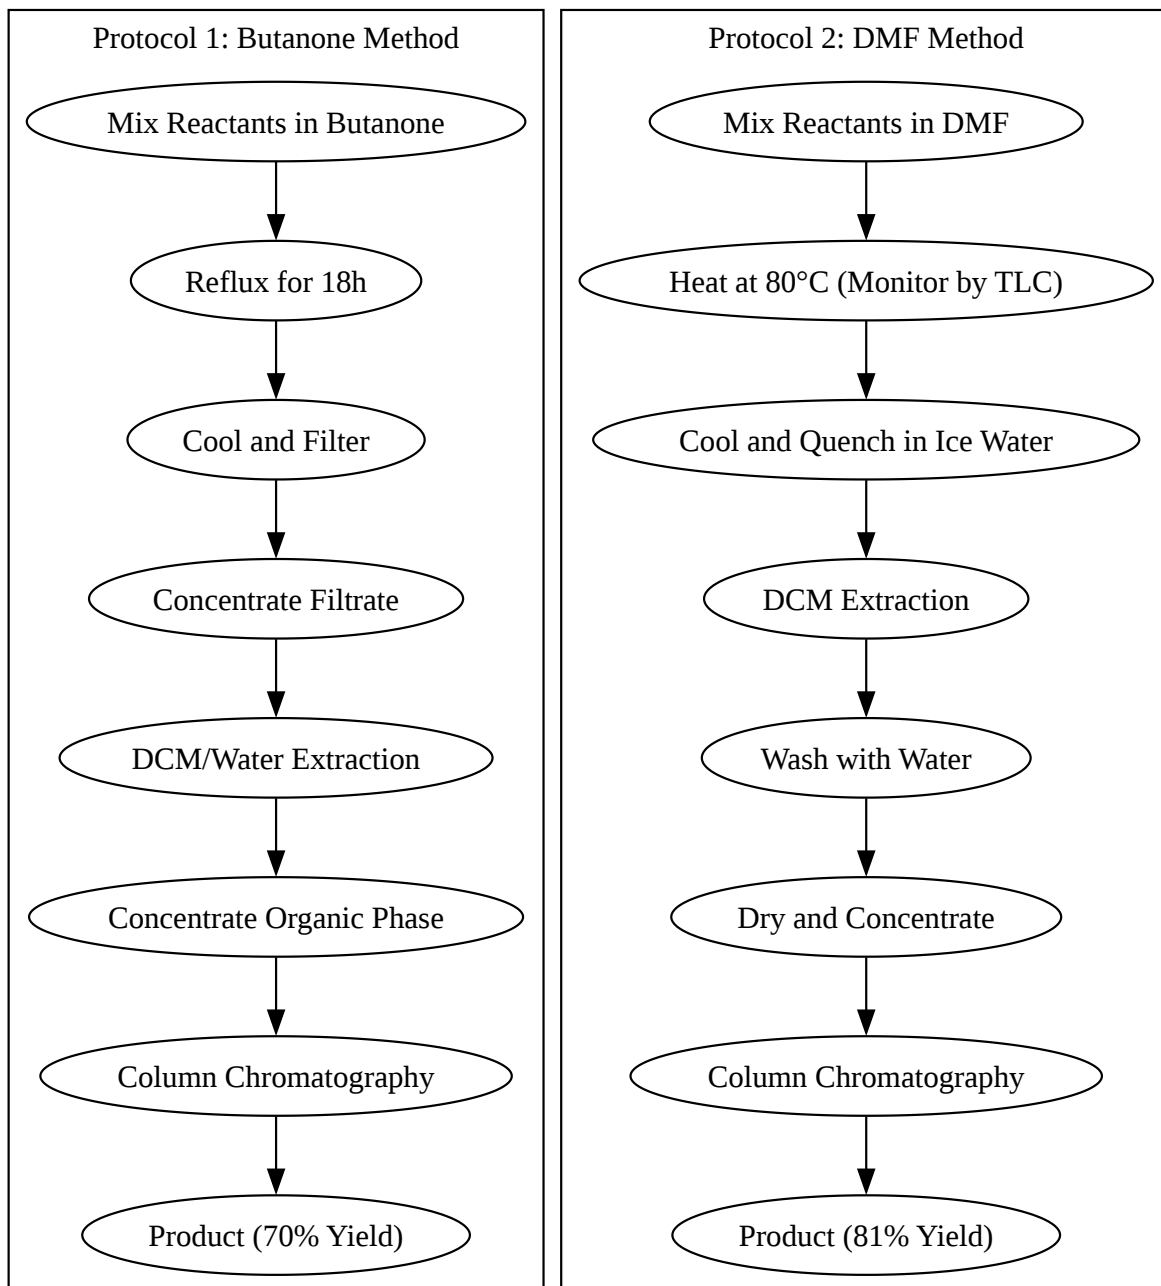 Protocol 1: Butanone Method
Mix Reactants in Butanone
Reflux for 18h
Cool and Filter
Concentrate Filtrate
DCM/Water Extraction
Concentrate Organic Phase
Column Chromatography
Product (70% Yield)
Protocol 2: DMF Method
Mix Reactants in DMF
Heat at 80°C (Monitor by TLC)
Cool and Quench in Ice Water
DCM Extraction
Wash with Water
Dry and Concentrate
Column Chromatography
Product (81% Yield)